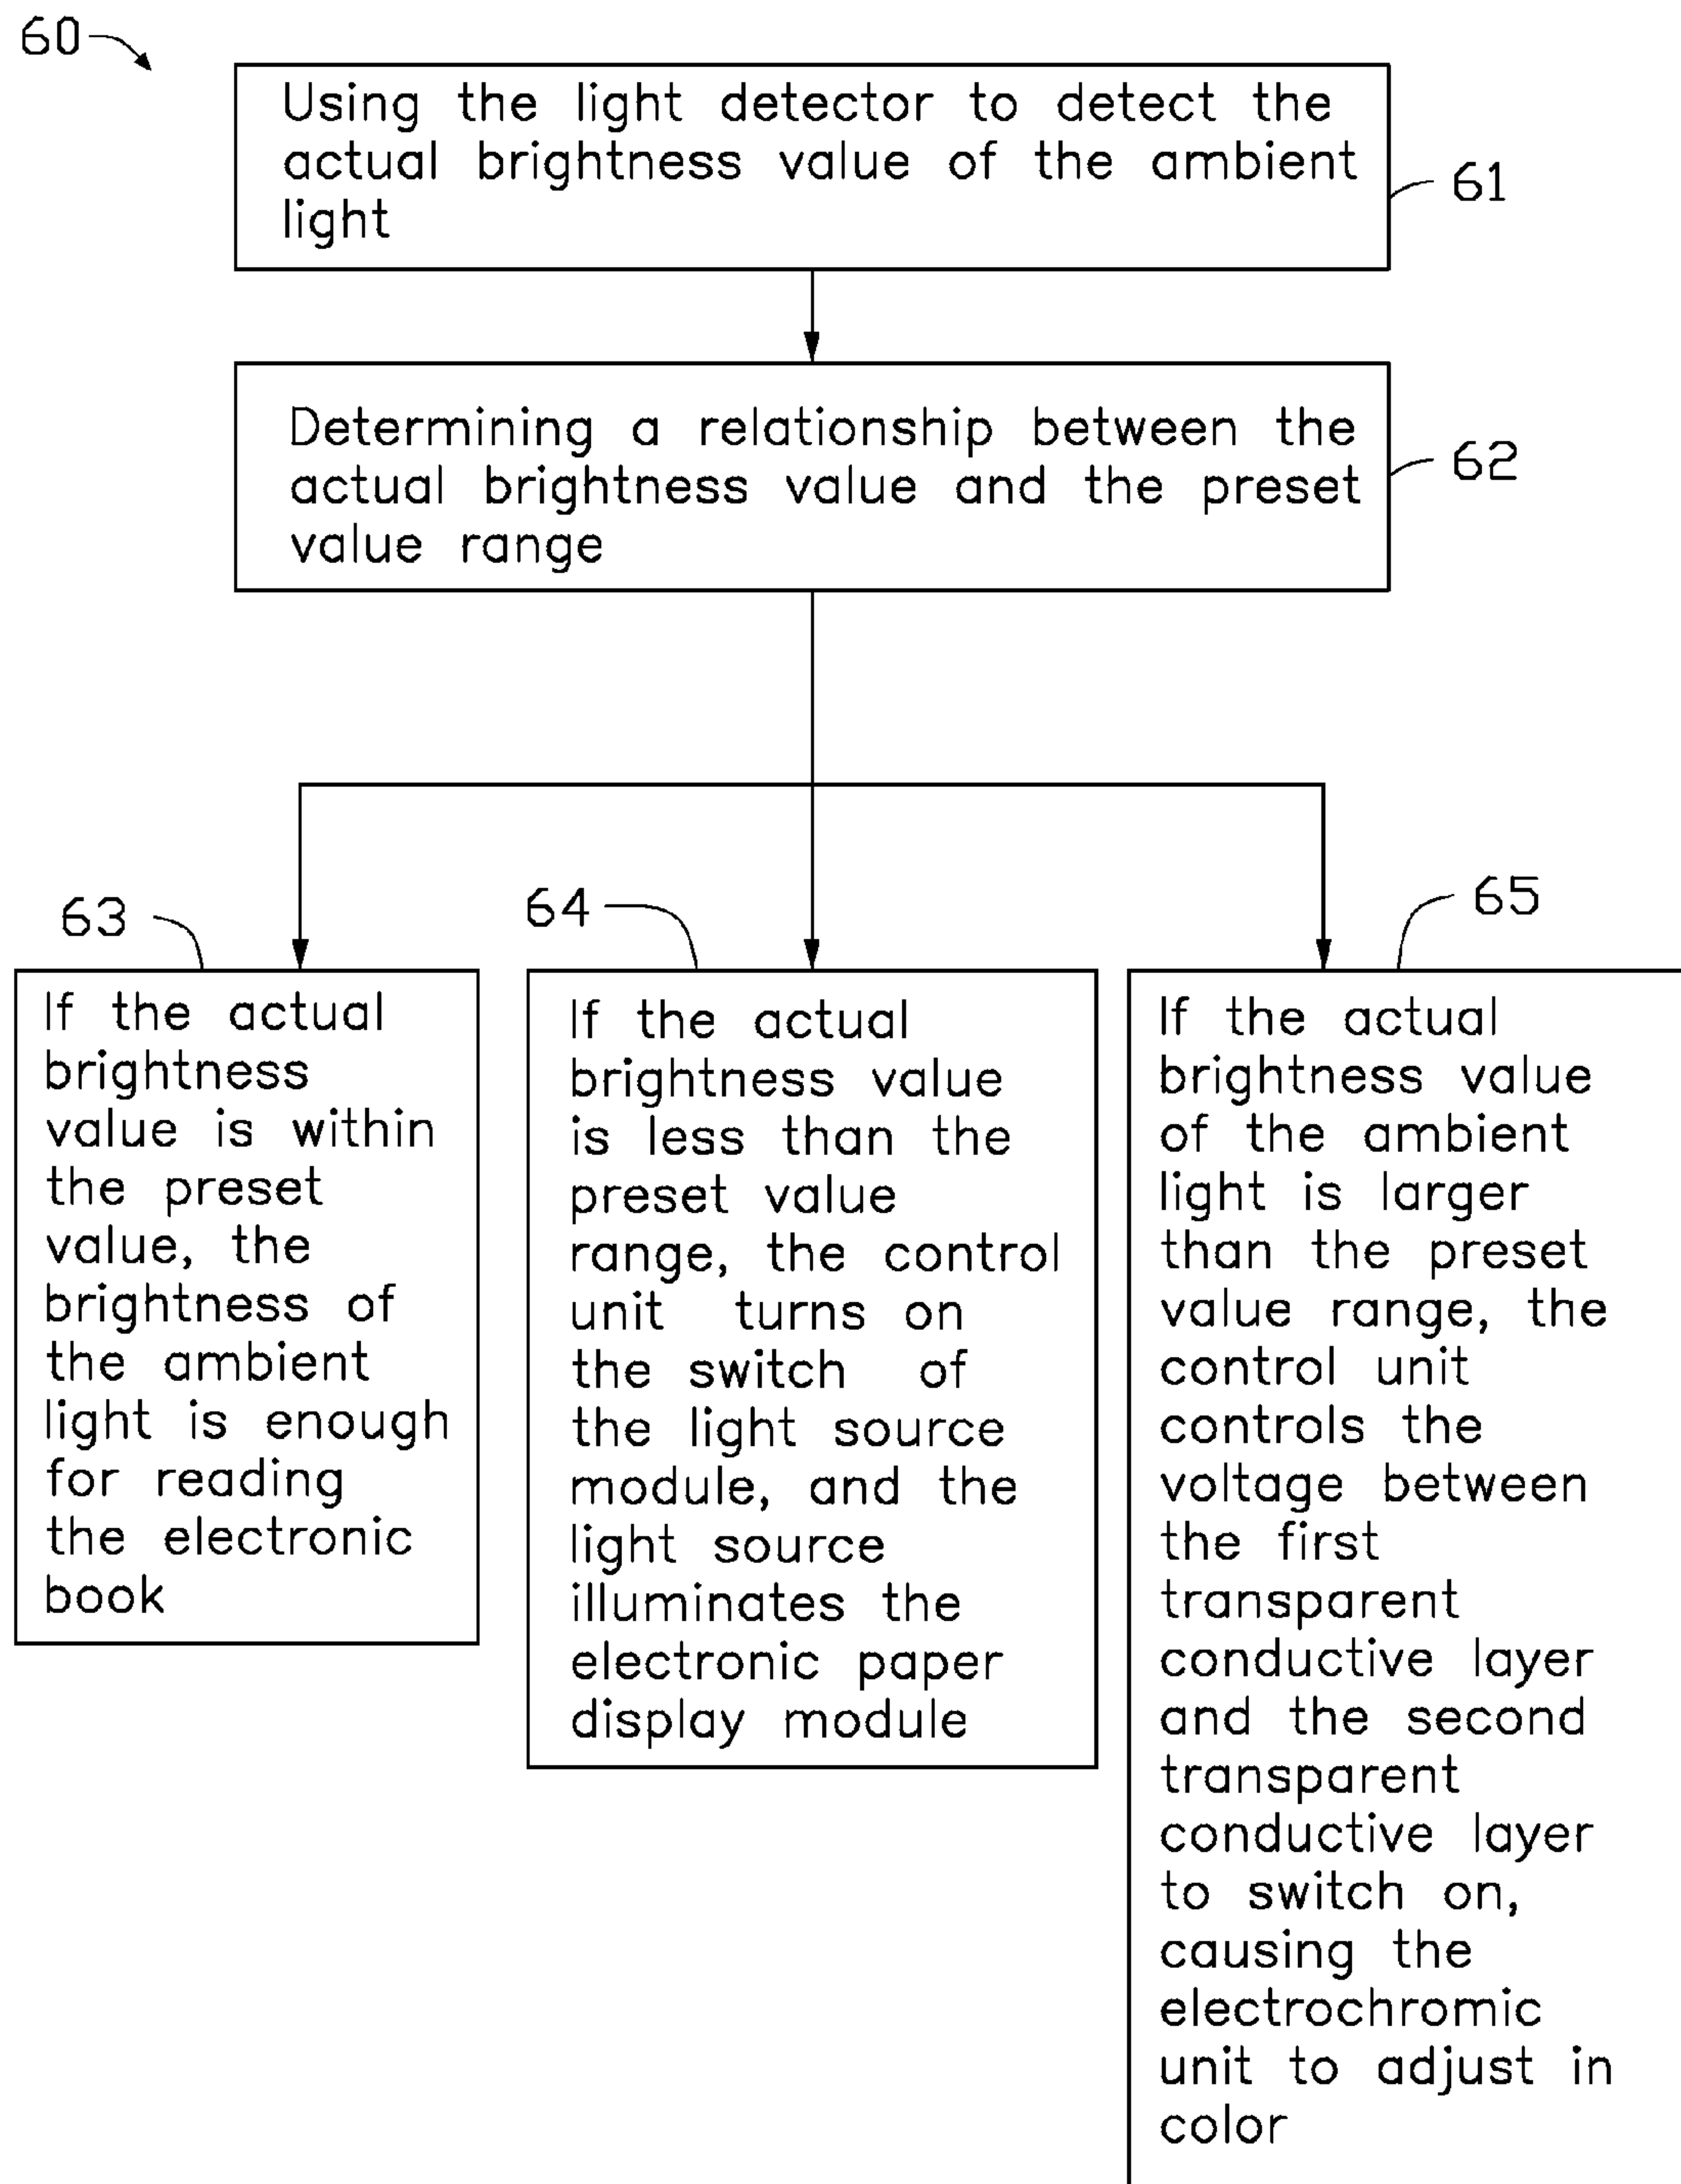 60
Using the light detector to detect the
actual brightness value of the ambient
light
61
Determining a relationship between the
actual brightness value and the preset
value range
62
63
If the actual
brightness
value is within
the preset
value, the
brightness of
the ambient
light is enough
for reading
the electronic
book
64
If the actual
brightness value
is less than the
preset value
range, the control
unit turns on
the switch of
the light source
module, and the
light source
illuminates the
electronic paper
display module
65
If the actual
brightness value
of the ambient
light is larger
than the preset
value range, the
control unit
controls the
voltage between
the first
transparent
conductive layer
and the second
transparent
conductive layer
to switch on,
causing the
electrochromic
unit to adjust in
color